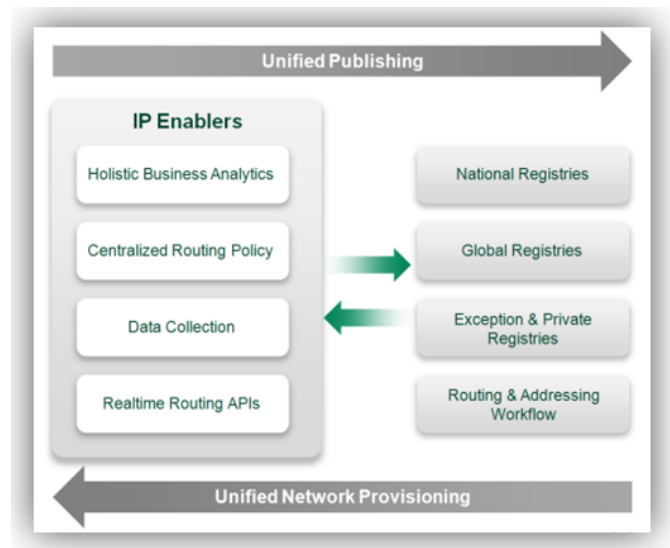 Unified Publishing
IP Enablers
Holistic Business Analytics
Centralized Routing Policy
Data Collection
Realtime Routing APIs
National Registries
Global Registries
Exception & Private
Registries
Routing & Addressing
Workflow
Unified Network Provisioning